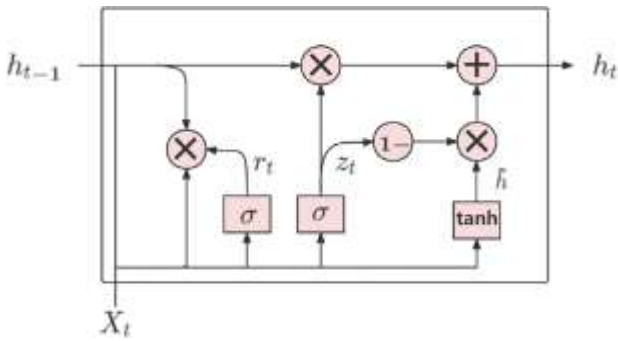 h_{t-1} × + h_t
× r_t z_t 1− ×
h̃
σ σ tanh
X_t